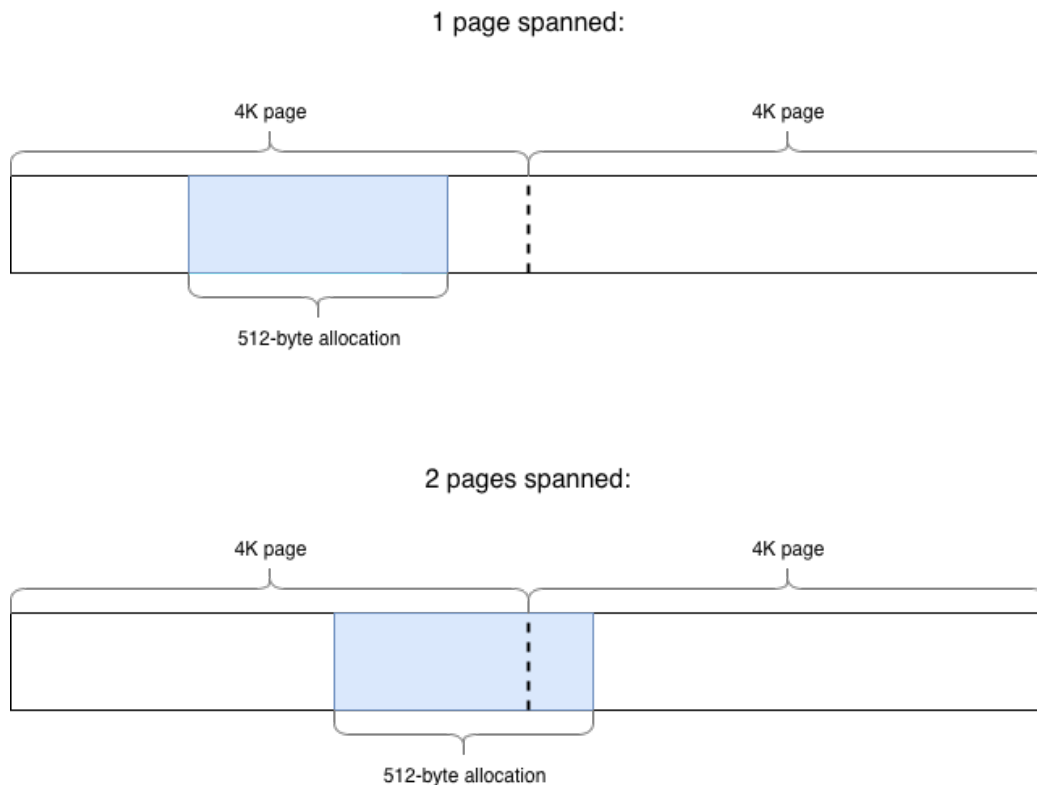 1 page spanned:
4K page
4K page
512-byte allocation
2 pages spanned:
4K page
4K page
512-byte allocation